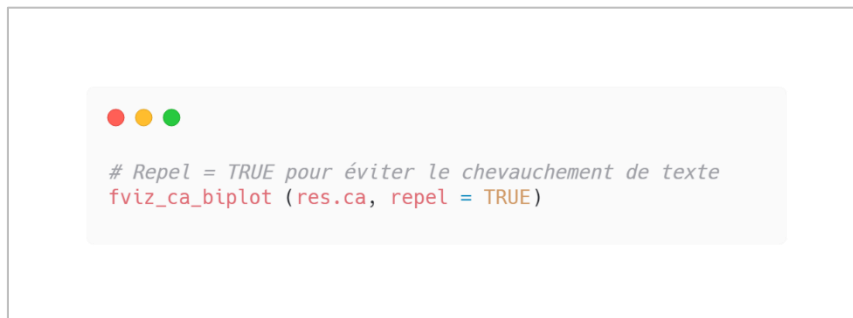 # Repel = TRUE pour éviter le chevauchement de texte
fviz_ca_biplot (res.ca, repel = TRUE)